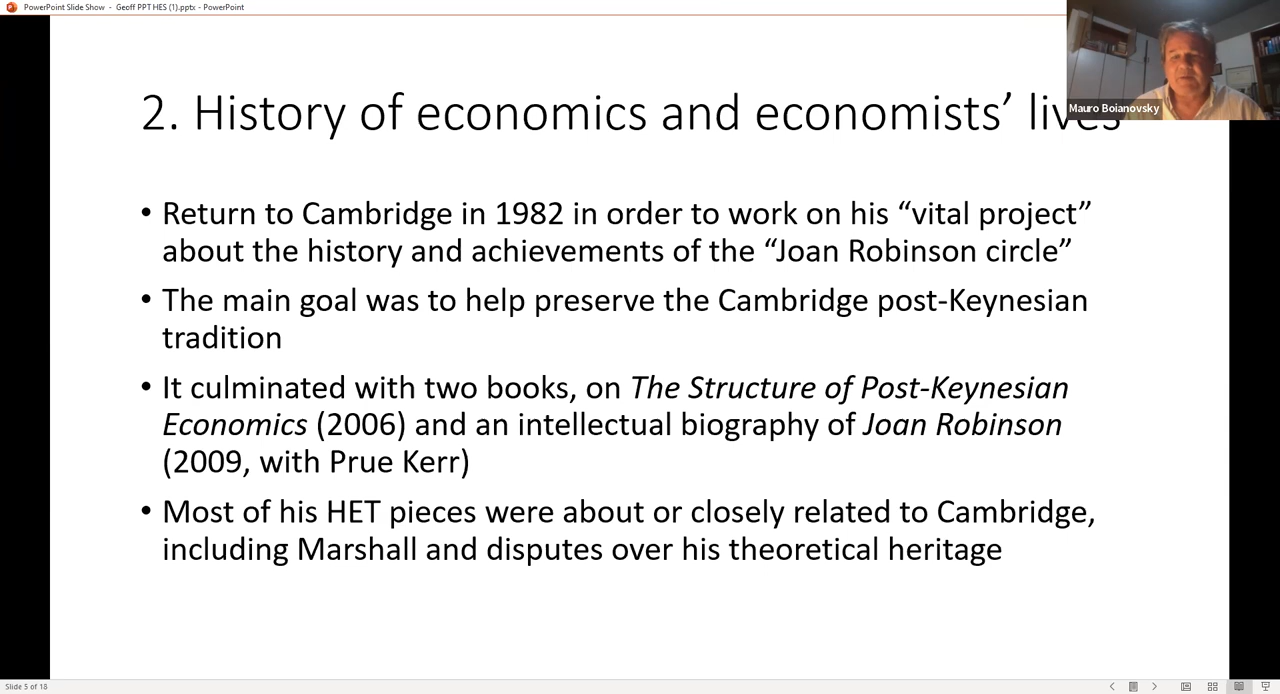 PowerPoint Slide Show - Geoff PPT HES (1).pptx - PowerPoint
Mauro Boianovsky
2. History of economics and economists’ lives
• Return to Cambridge in 1982 in order to work on his “vital project”
about the history and achievements of the “Joan Robinson circle”
• The main goal was to help preserve the Cambridge post-Keynesian
tradition
• It culminated with two books, on The Structure of Post-Keynesian
Economics (2006) and an intellectual biography of Joan Robinson
(2009, with Prue Kerr)
• Most of his HET pieces were about or closely related to Cambridge,
including Marshall and disputes over his theoretical heritage
Slide 5 of 18